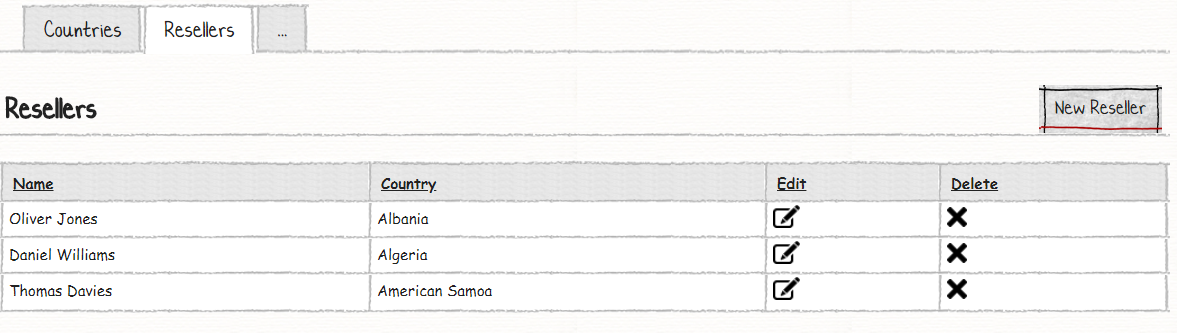 Countries Resellers ...
Resellers New Reseller
Name Country Edit Delete
Oliver Jones Albania
Daniel Williams Algeria
Thomas Davies American Samoa